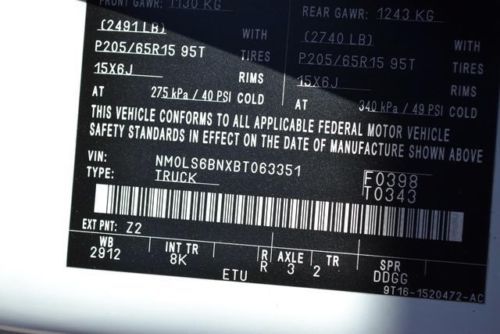 FRONT GAWR: 1130 KG REAR GAWR: 1243 KG
(2491 LB) WITH (2740 LB) WITH
P205/65R15 95T TIRES P205/65R15 95T TIRES
15X6J RIMS 15X6J RIMS
AT 275 kPa / 40 PSI COLD AT 340 kPa / 49 PSI COLD
THIS VEHICLE CONFORMS TO ALL APPLICABLE FEDERAL MOTOR VEHICLE
SAFETY STANDARDS IN EFFECT ON THE DATE OF MANUFACTURE SHOWN ABOVE
VIN: NM0LS6BNXBT063351 F0398
TYPE: TRUCK T0343
EXT PNT: Z2
WB INT TR R AXLE TR SPR
2912 8K R 3 2 DDGG
ETU 9T16-1520472-AC